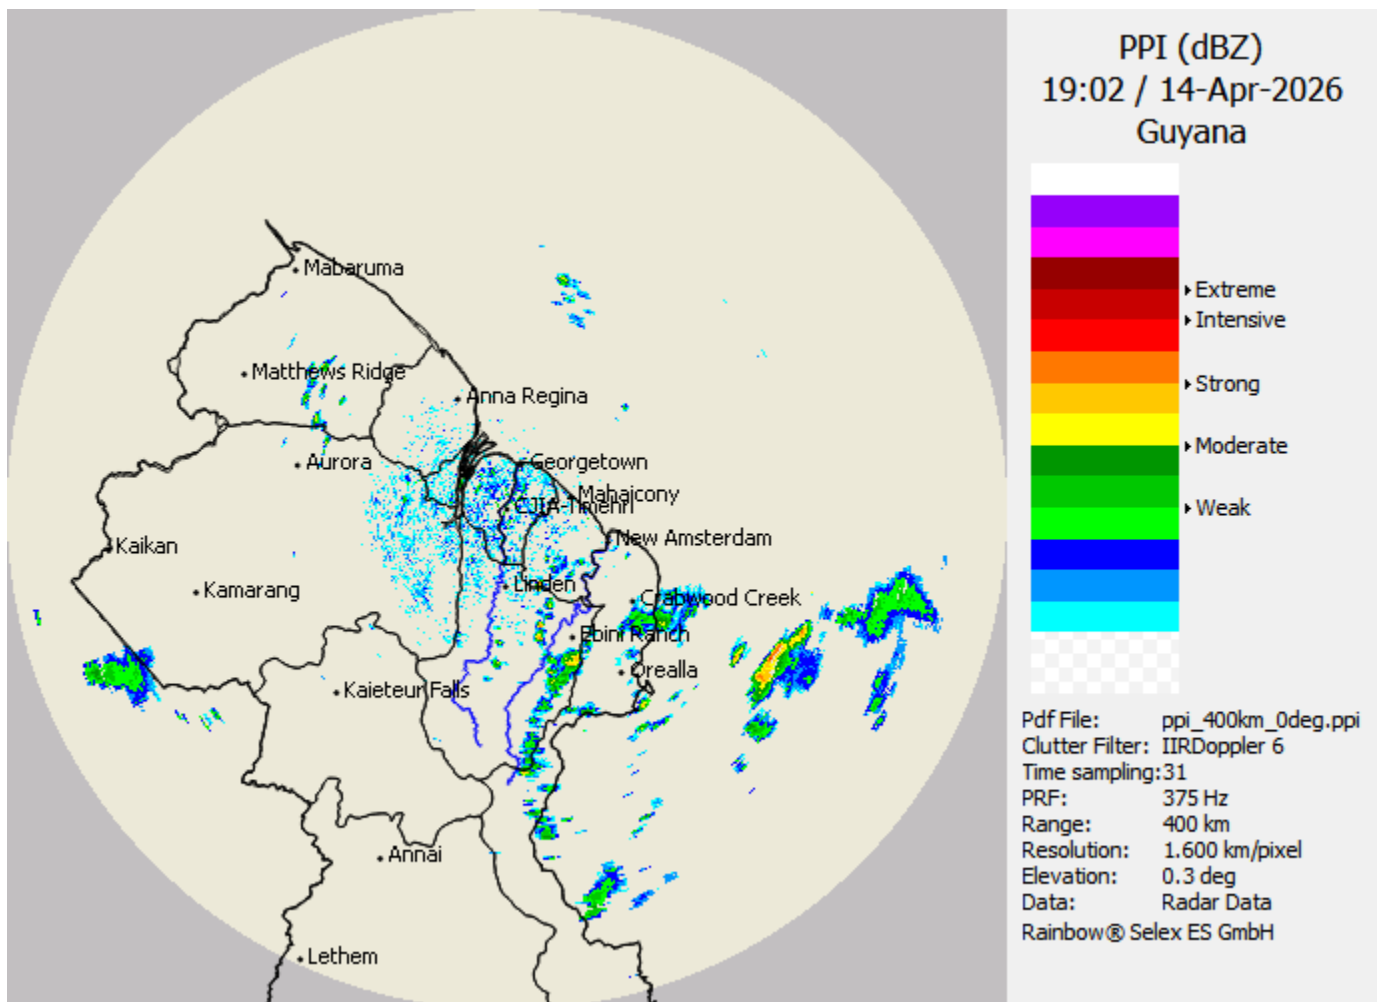 PPI (dBZ)
19:02 / 14-Apr-2026
Guyana
Extreme
Intensive
Strong
Moderate
Weak
Pdf File: ppi_400km_0deg.ppi
Clutter Filter: IIRDoppler 6
Time sampling:31
PRF: 375 Hz
Range: 400 km
Resolution: 1.600 km/pixel
Elevation: 0.3 deg
Data: Radar Data
Rainbow® Selex ES GmbH
Mabaruma
Matthews Ridge
Anna Regina
Aurora
Georgetown
Mahaicony
CJIA-Timehri
New Amsterdam
Kaikan
Kamarang
Linden
Crabwood Creek
Ebini Ranch
Orealla
Kaieteur Falls
Annai
Lethem